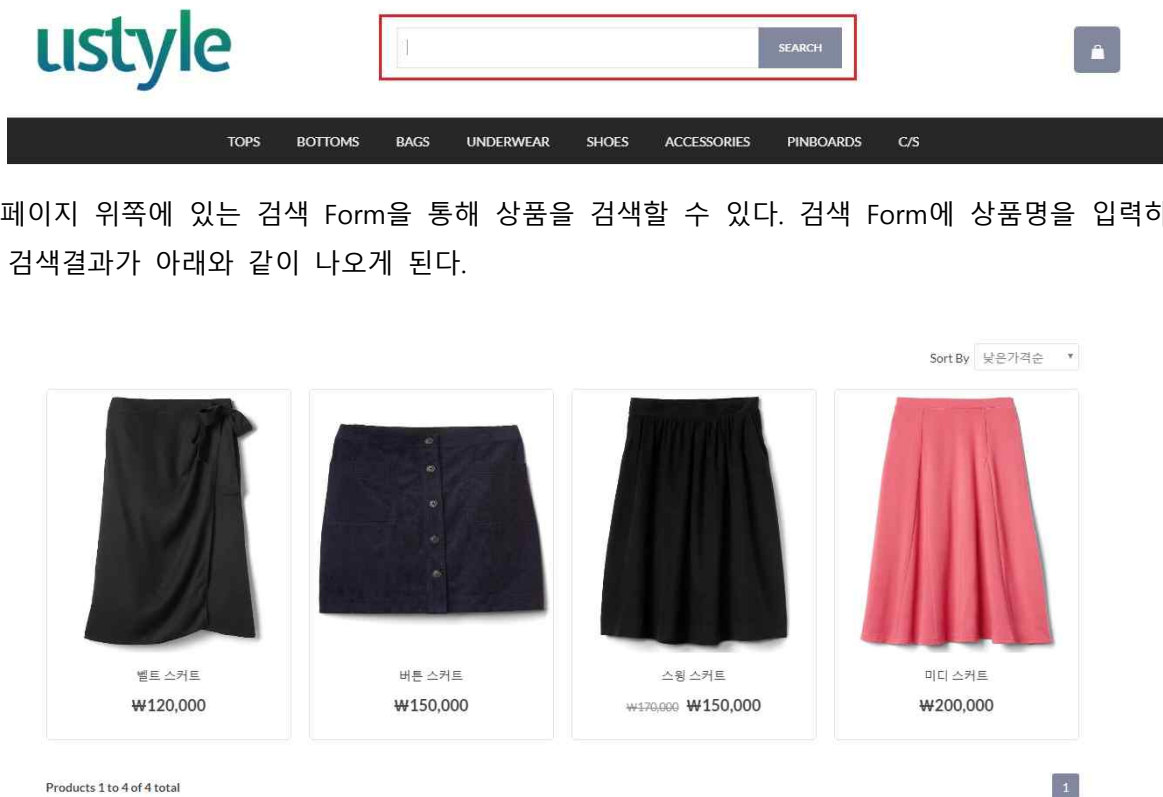 ustyle
SEARCH
TOPS BOTTOMS BAGS UNDERWEAR SHOES ACCESSORIES PINBOARDS C/S
페이지 위쪽에 있는 검색 Form을 통해 상품을 검색할 수 있다. 검색 Form에 상품명을 입력하
검색결과가 아래와 같이 나오게 된다.
Sort By 낮은가격순
벨트 스커트 버튼 스커트 스윙 스커트 미디 스커트
₩120,000 ₩150,000 ₩170,000 ₩150,000 ₩200,000
Products 1 to 4 of 4 total 1